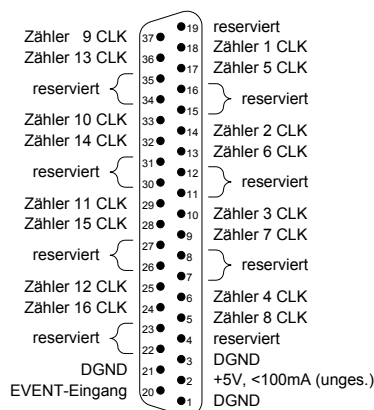 19 reserviert
Zähler 9 CLK 37
18 Zähler 1 CLK
Zähler 13 CLK 36
17 Zähler 5 CLK
35
16
reserviert
34
15
reserviert
Zähler 10 CLK 33
14 Zähler 2 CLK
Zähler 14 CLK 32
13 Zähler 6 CLK
31
12
reserviert
30
11
reserviert
Zähler 11 CLK 29
10 Zähler 3 CLK
Zähler 15 CLK 28
9 Zähler 7 CLK
27
8
reserviert
26
7
reserviert
Zähler 12 CLK 25
6 Zähler 4 CLK
Zähler 16 CLK 24
5 Zähler 8 CLK
23
4 reserviert
reserviert
22
3 DGND
DGND 21
2 +5V, <100mA (unges.)
EVENT-Eingang 20
1 DGND